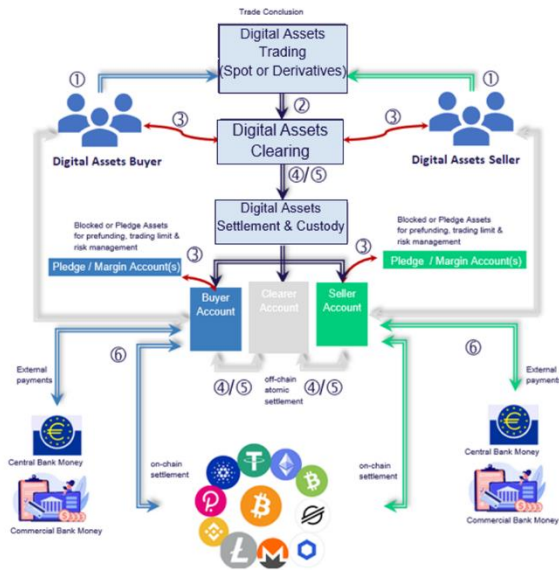 Trade Conclusion
Digital Assets
Trading
(Spot or Derivatives)
①
①
②
③
③
Digital Assets Buyer
Digital Assets
Clearing
Digital Assets Seller
④/⑤
Digital Assets
Settlement & Custody
Blocked or Pledge Assets
for prefunding, trading limit &
risk management
③
Pledge / Margin Account(s)
Blocked or Pledge Assets
for prefunding, trading limit &
risk management
③
Pledge / Margin Account(s)
Buyer
Account
Clearer
Account
Seller
Account
⑥
⑥
External
payments
④/⑤
off-chain
atomic
settlement
④/⑤
External
payments
Central Bank Money
Commercial Bank Money
on-chain
settlement
on-chain
settlement
Central Bank Money
Commercial Bank Money